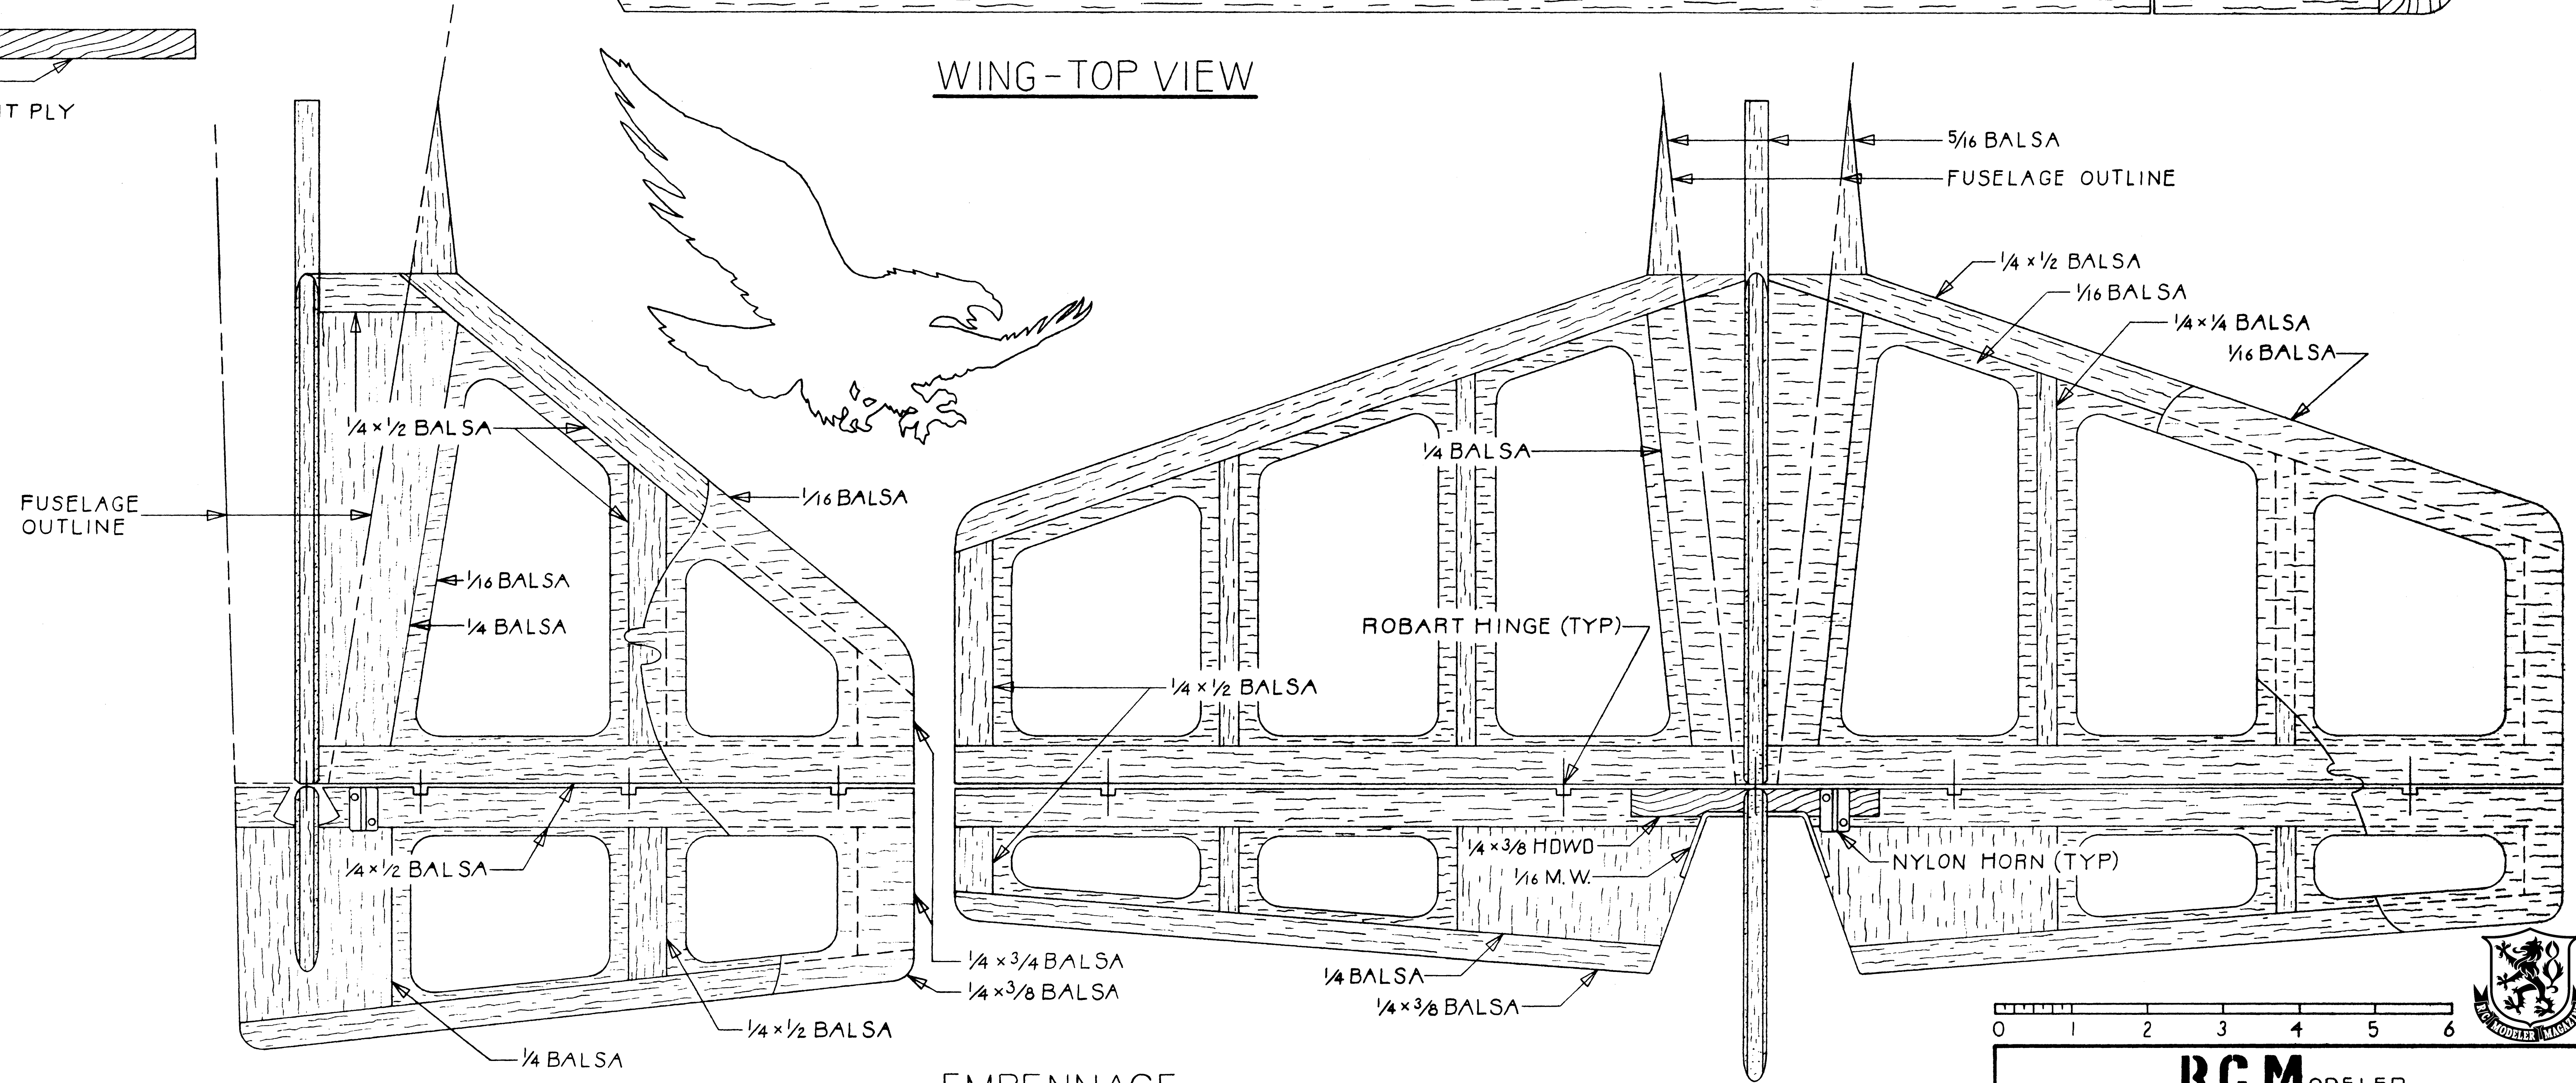 WING-TOP VIEW
T PLY
5/16 BALSA
FUSELAGE OUTLINE
1/4 × 1/2 BALSA
1/16 BALSA
1/4 × 1/4 BALSA
1/16 BALSA
1/4 × 1/2 BALSA
1/4 BALSA
1/16 BALSA
FUSELAGE
OUTLINE
1/16 BALSA
1/4 BALSA
ROBART HINGE (TYP)
1/4 × 1/2 BALSA
1/4 × 1/2 BALSA
1/4 × 3/8 HDWD
1/16 M.W.
NYLON HORN (TYP)
1/4 × 3/4 BALSA
1/4 × 3/8 BALSA
1/4 BALSA
1/4 × 3/8 BALSA
1/4 × 1/2 BALSA
1/4 BALSA
0 1 2 3 4 5 6
R/C MODELER MAGAZINE
EMPENNAGE
RCMODELER